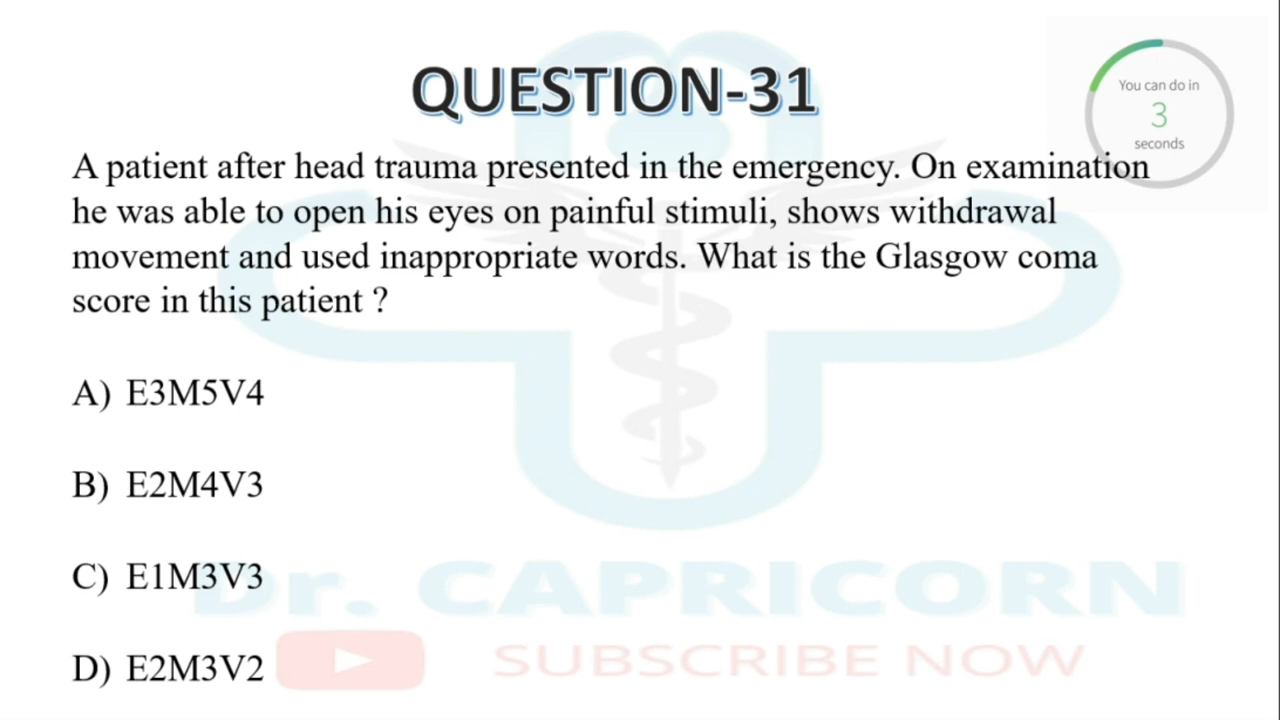 QUESTION-31
You can do in
3
seconds
A patient after head trauma presented in the emergency. On examination
he was able to open his eyes on painful stimuli, shows withdrawal
movement and used inappropriate words. What is the Glasgow coma
score in this patient ?
A) E3M5V4
B) E2M4V3
C) E1M3V3
D) E2M3V2
Dr. CAPRICORN
SUBSCRIBE NOW